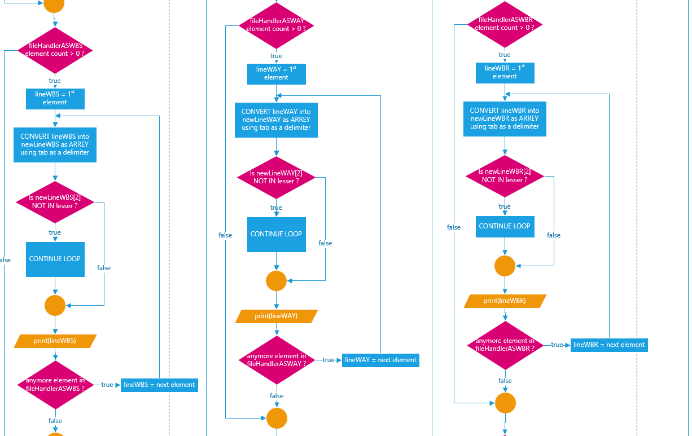 fileHandlerASWBS
element count > 0 ?
true
lineWBS = 1st
element
CONVERT lineWBS into
newLineWBS as ARREY
using tab as a delimiter
Is newLineWBS[2]
NOT IN lesser ?
true
CONTINUE LOOP
false
false
print(lineWBS)
anymore element in
fileHandlerASWBS ?
true
lineWBS = next element
false
fileHandlerASWAY
element count > 0 ?
true
lineWAY = 1st
element
CONVERT lineWAY into
newLineWAY as ARREY
using tab as a delimiter
Is newLineWAY[2]
NOT IN lesser ?
true
false
CONTINUE LOOP
false
print(lineWAY)
anymore element in
fileHandlerASWAY ?
true
lineWAY = next element
false
fileHandlerASWBR
element count > 0 ?
true
lineWBR = 1st
element
CONVERT lineWBR into
newLineWBR as ARREY
using tab as a delimiter
Is newLineWBR[2]
NOT IN lesser ?
true
false
CONTINUE LOOP
false
print(lineWBR)
anymore element in
fileHandlerASWBR ?
true
lineWBR = next element
false